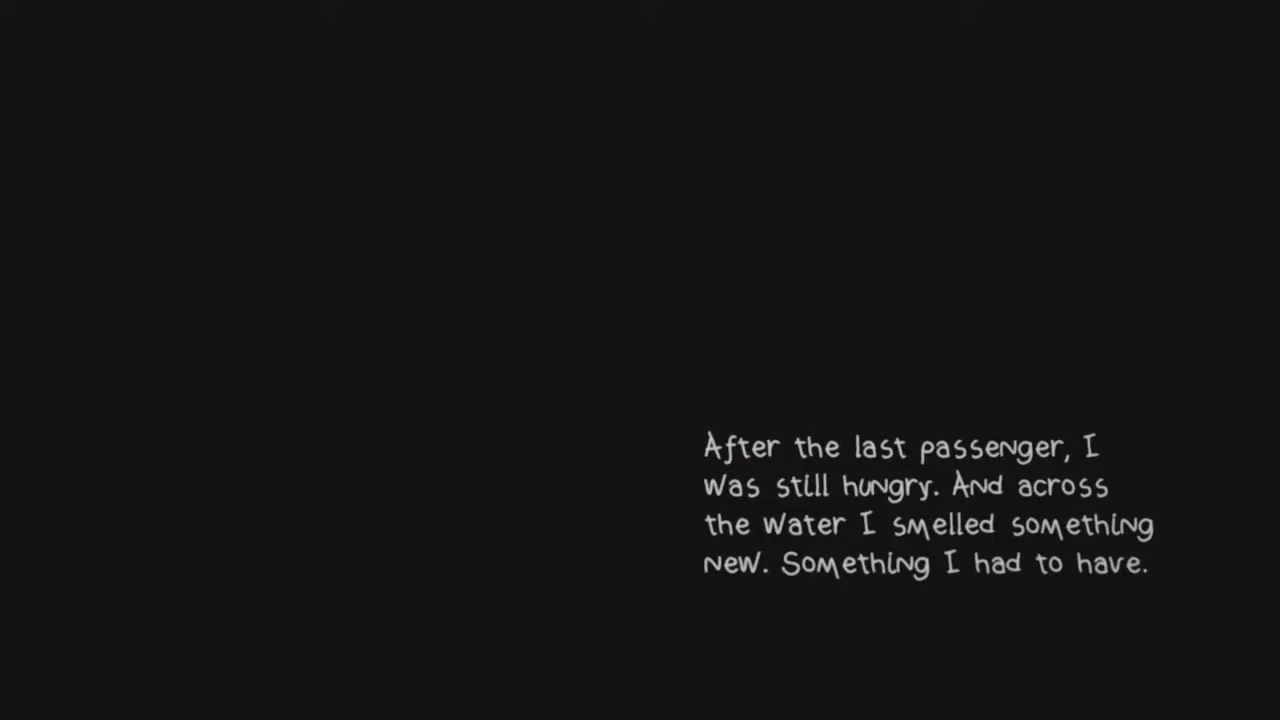 After the last passenger, I
was still hungry. And across
the water I smelled something
new. Something I had to have.